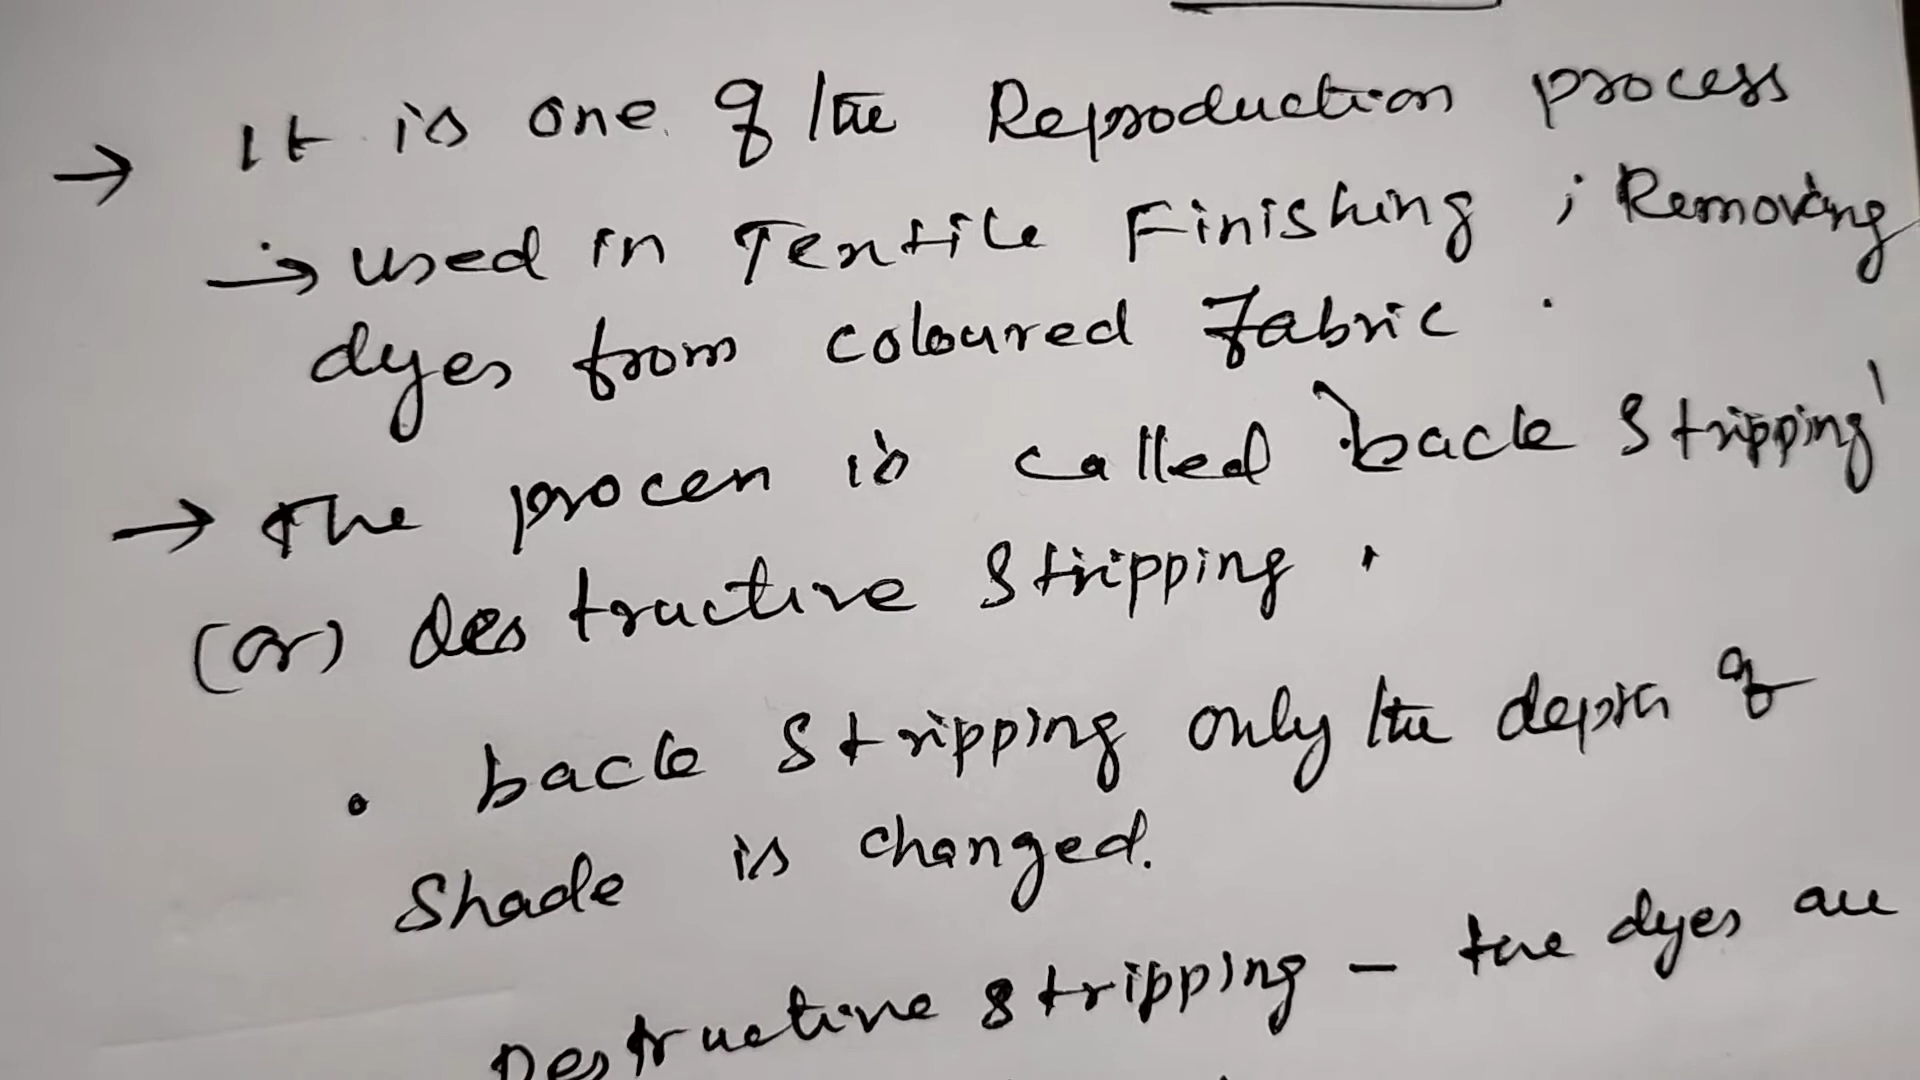 → It is one of the Reproduction process
→ used in Textile Finishing ; Removing
dyes from coloured Fabric .
→ The process is called 'back Stripping'
(or) destructive Stripping .
• back Stripping only the depth of
Shade is changed.
Destructive stripping - the dyes are